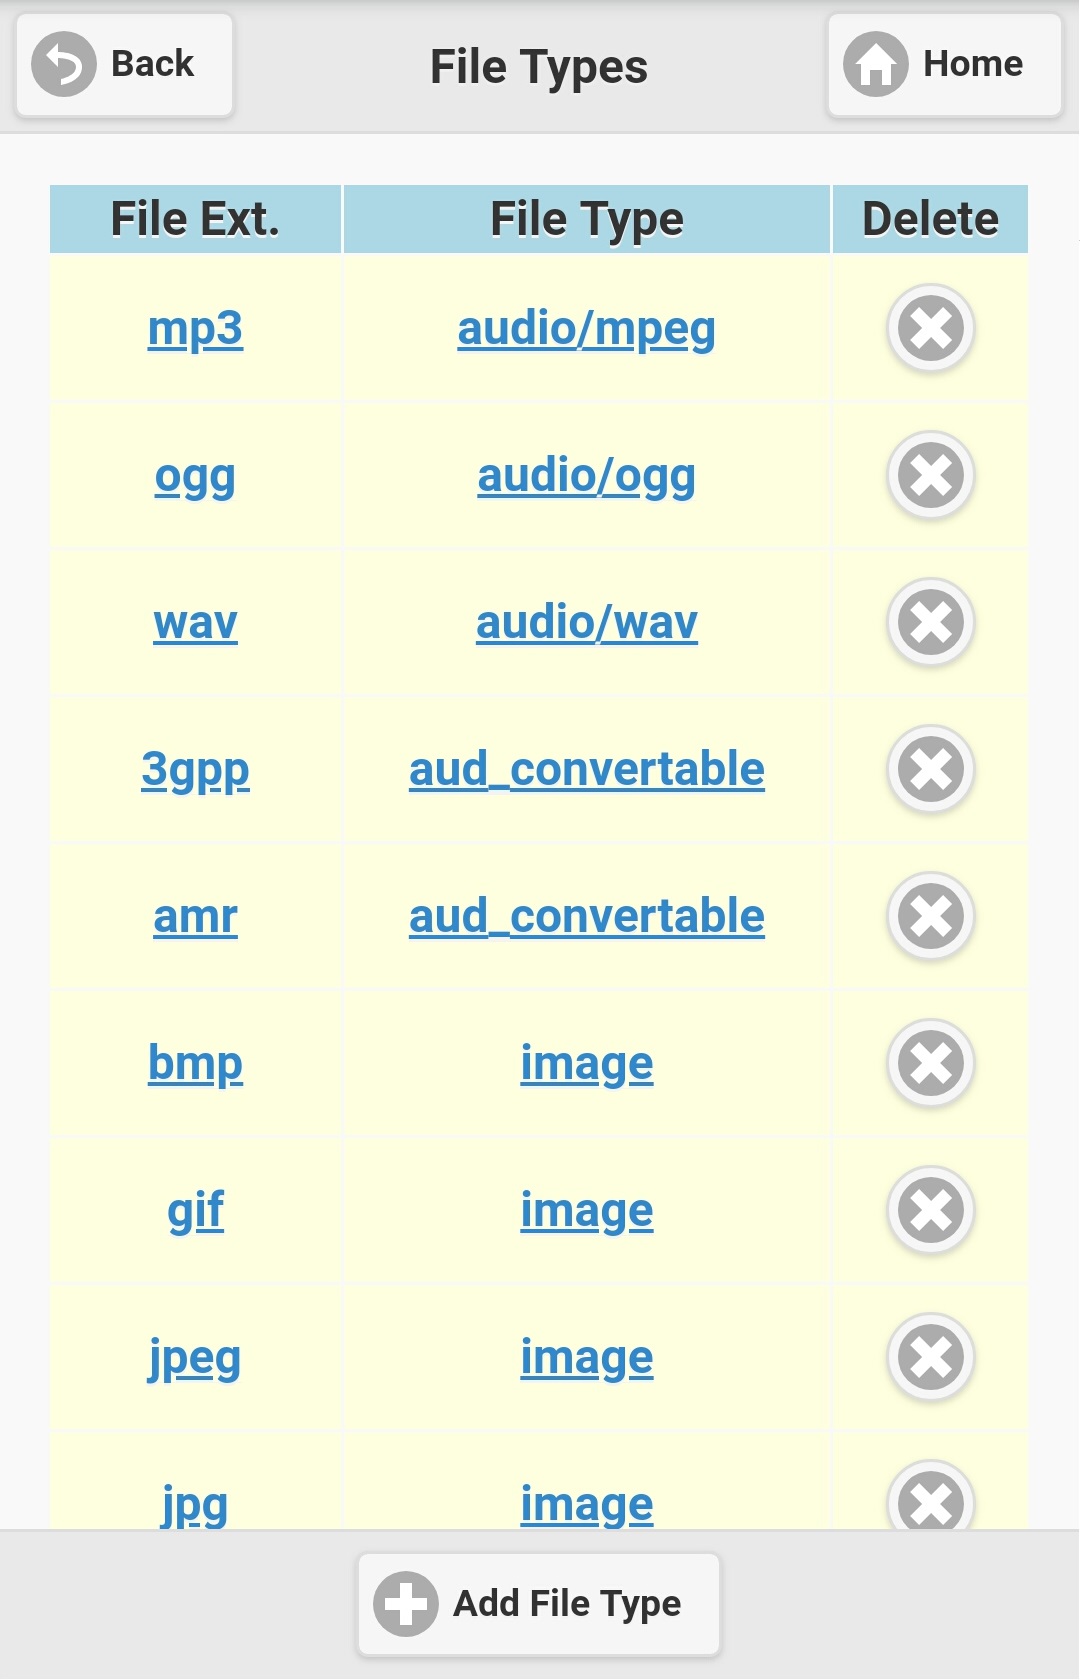 Back
File Types
Home
File Ext.
File Type
Delete
mp3
audio/mpeg
ogg
audio/ogg
wav
audio/wav
3gpp
aud_convertable
amr
aud_convertable
bmp
image
gif
image
jpeg
image
jpg
image
Add File Type